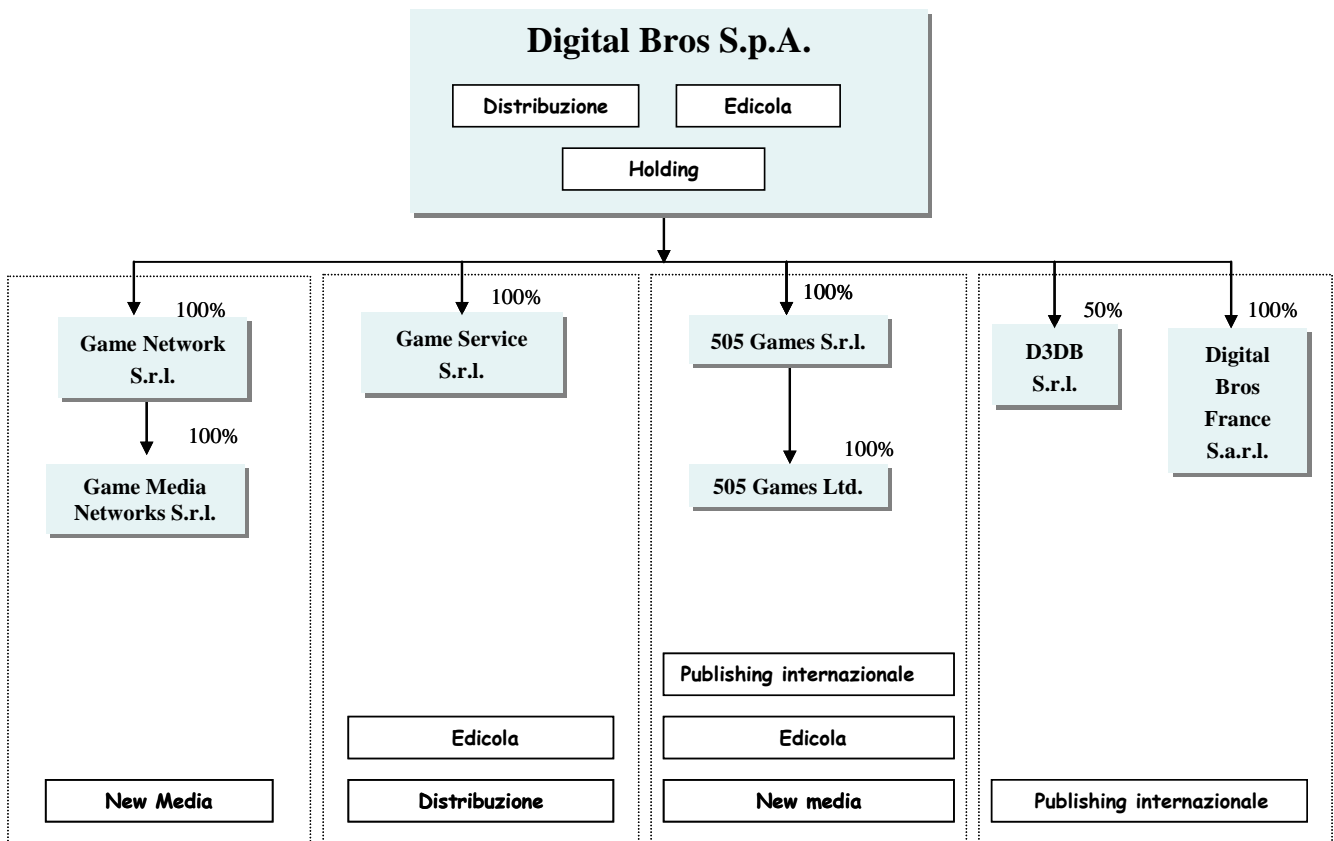 Digital Bros S.p.A.
Distribuzione
Edicola
Holding
100%
Game Network
S.r.l.
100%
Game Media
Networks S.r.l.
New Media
100%
Game Service
S.r.l.
Edicola
Distribuzione
100%
505 Games S.r.l.
100%
505 Games Ltd.
Publishing internazionale
Edicola
New media
50%
D3DB
S.r.l.
100%
Digital
Bros
France
S.a.r.l.
Publishing internazionale